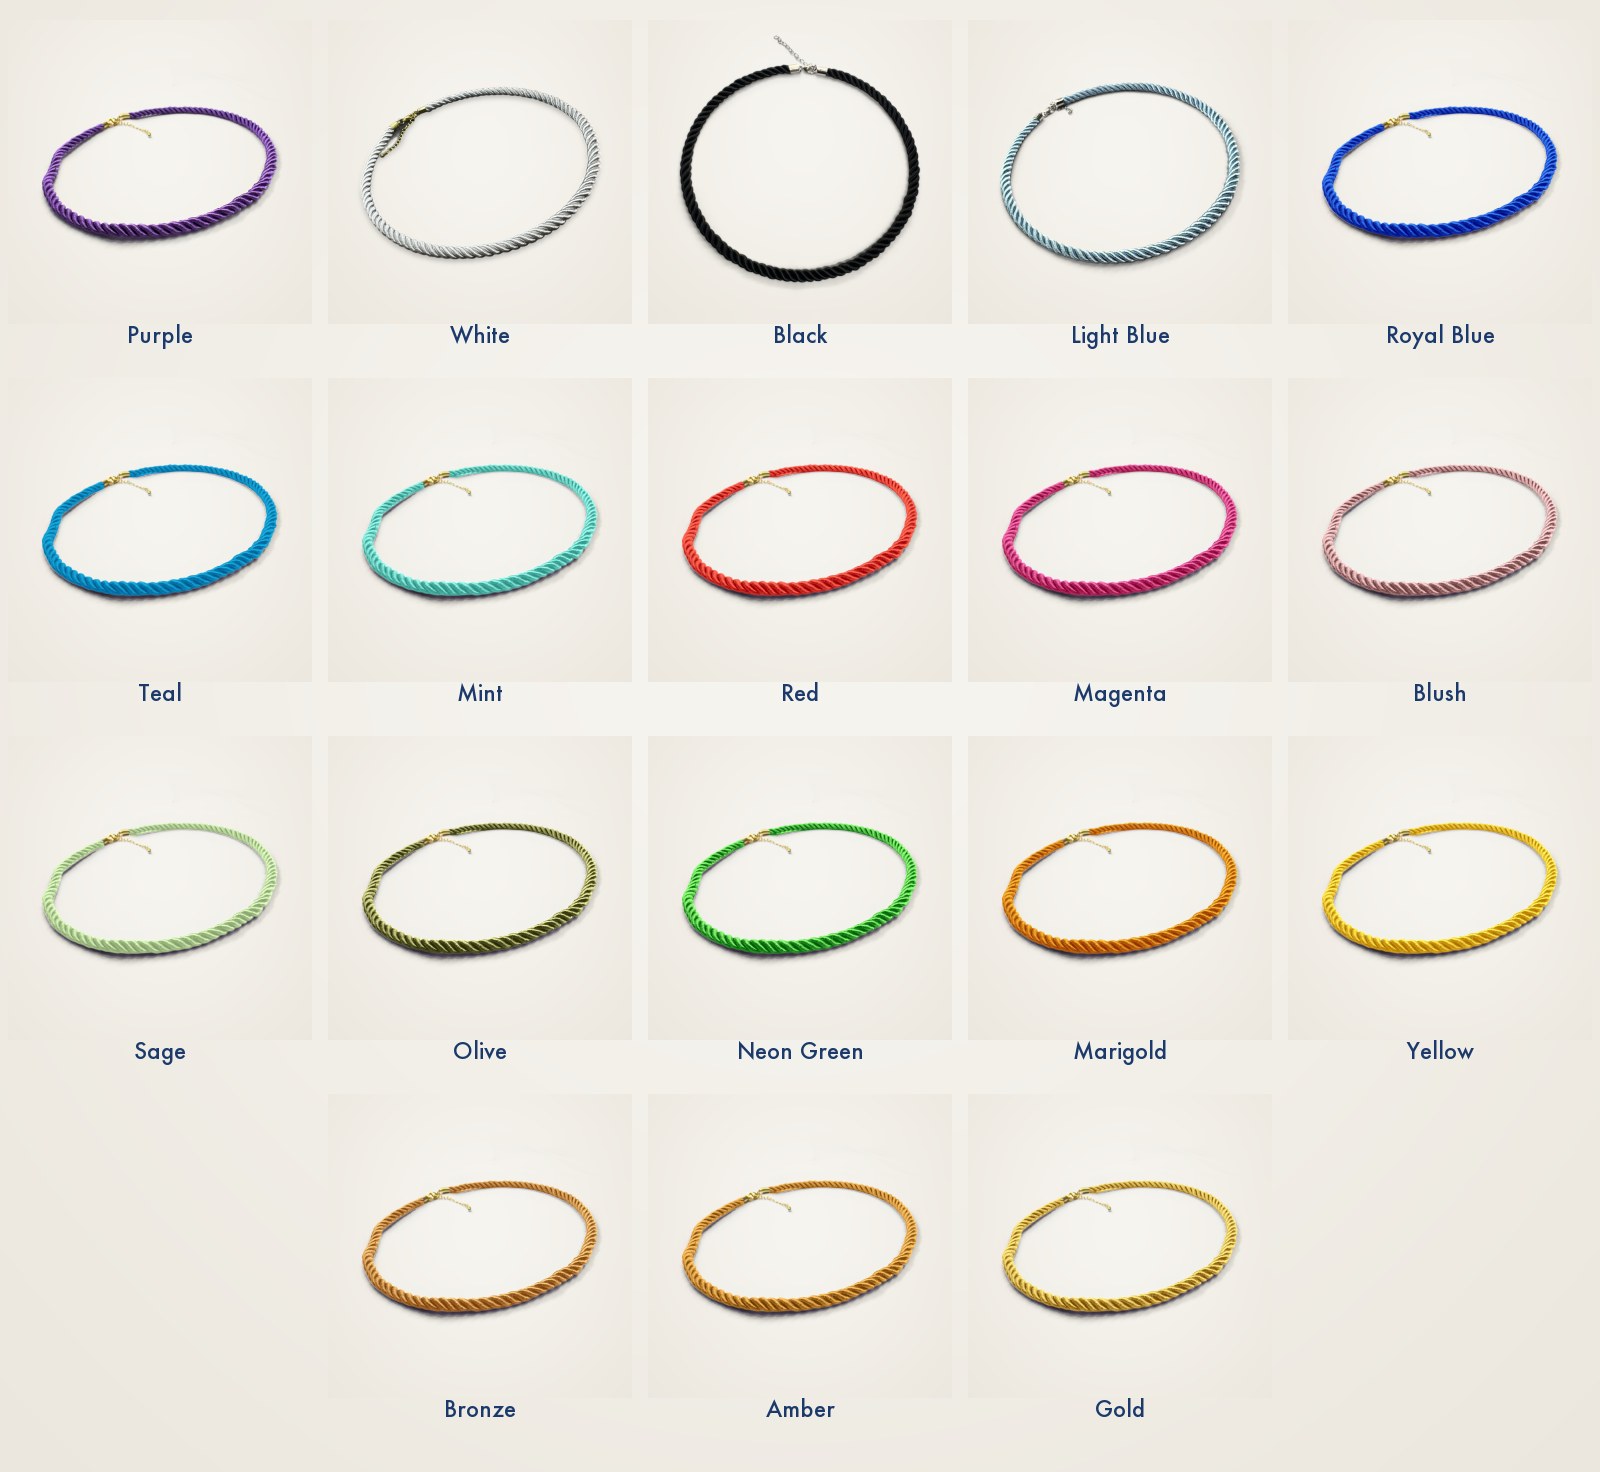 Purple
White
Black
Light Blue
Royal Blue
Teal
Mint
Red
Magenta
Blush
Sage
Olive
Neon Green
Marigold
Yellow
Bronze
Amber
Gold